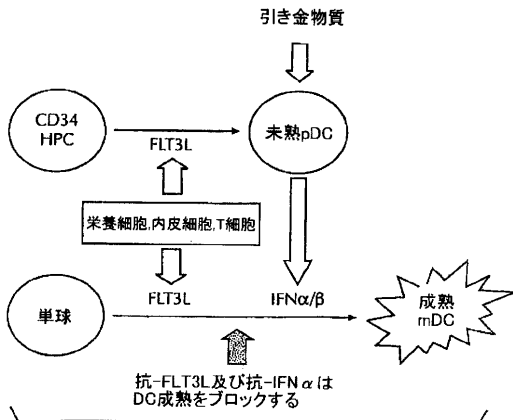 引き金物質
CD34
HPC
FLT3L
未熟pDC
栄養細胞,内皮細胞,T細胞
単球
FLT3L
IFNα/β
成熟
mDC
抗-FLT3L及び抗-IFNαは
DC成熟をブロックする